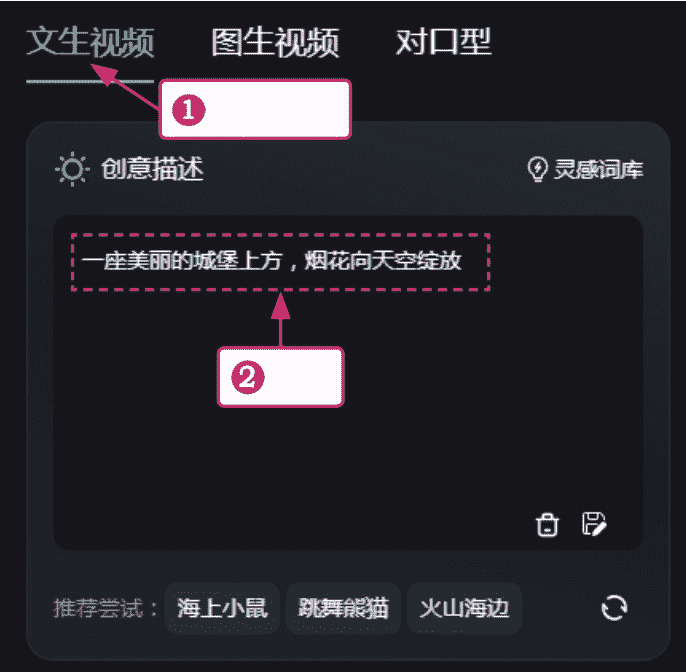 文生视频 图生视频 对口型
1
创意描述 灵感词库
一座美丽的城堡上方，烟花向天空绽放
2
推荐尝试： 海上小鼠 跳舞熊猫 火山海边